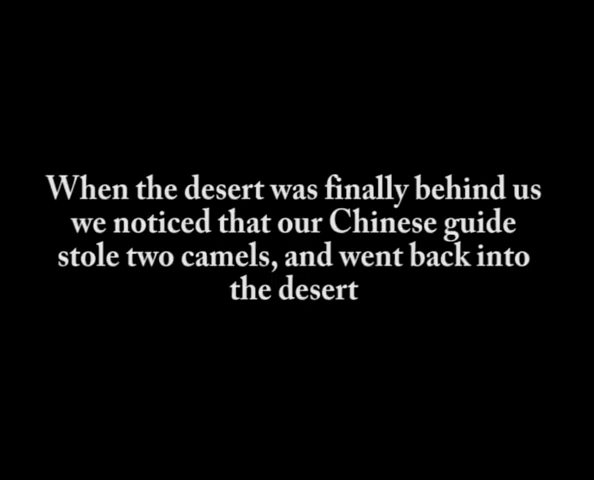 When the desert was finally behind us
we noticed that our Chinese guide
stole two camels, and went back into
the desert